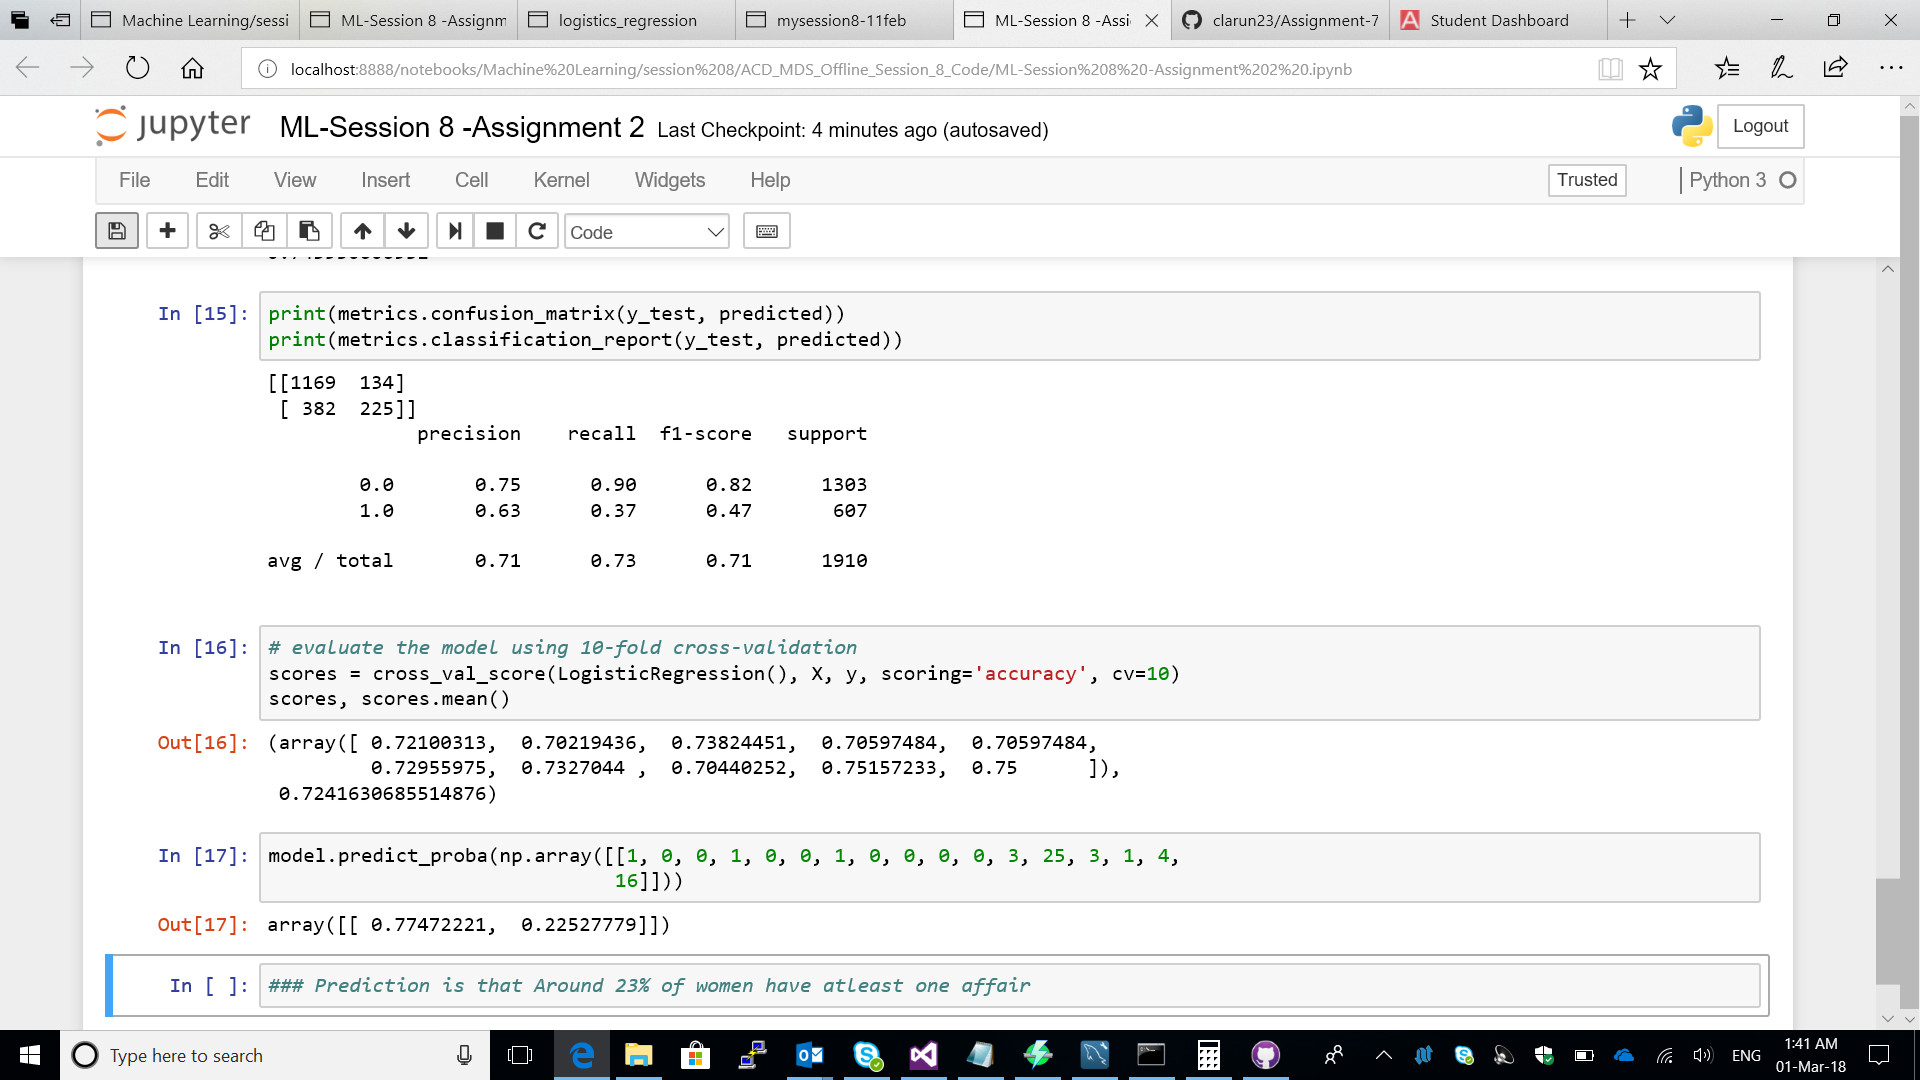 Machine Learning/sessi
ML-Session 8 -Assignm
logistics_regression
mysession8-11feb
ML-Session 8 -Assi
clarun23/Assignment-7
Student Dashboard
localhost:8888/notebooks/Machine%20Learning/session%208/ACD_MDS_Offline_Session_8_Code/ML-Session%208%20-Assignment%202%20.ipynb
jupyter ML-Session 8 -Assignment 2 Last Checkpoint: 4 minutes ago (autosaved)
Logout
File Edit View Insert Cell Kernel Widgets Help
Trusted
Python 3
Code
In [15]: print(metrics.confusion_matrix(y_test, predicted))
print(metrics.classification_report(y_test, predicted))
[[1169 134]
[ 382 225]]
precision recall f1-score support
0.0 0.75 0.90 0.82 1303
1.0 0.63 0.37 0.47 607
avg / total 0.71 0.73 0.71 1910
In [16]: # evaluate the model using 10-fold cross-validation
scores = cross_val_score(LogisticRegression(), X, y, scoring='accuracy', cv=10)
scores, scores.mean()
Out[16]: (array([ 0.72100313, 0.70219436, 0.73824451, 0.70597484, 0.70597484,
0.72955975, 0.7327044 , 0.70440252, 0.75157233, 0.75 ]),
0.7241630685514876)
In [17]: model.predict_proba(np.array([[1, 0, 0, 1, 0, 0, 1, 0, 0, 0, 0, 3, 25, 3, 1, 4,
16]]))
Out[17]: array([[ 0.77472221, 0.22527779]])
In [ ]: ### Prediction is that Around 23% of women have atleast one affair
Type here to search
ENG
1:41 AM
01-Mar-18